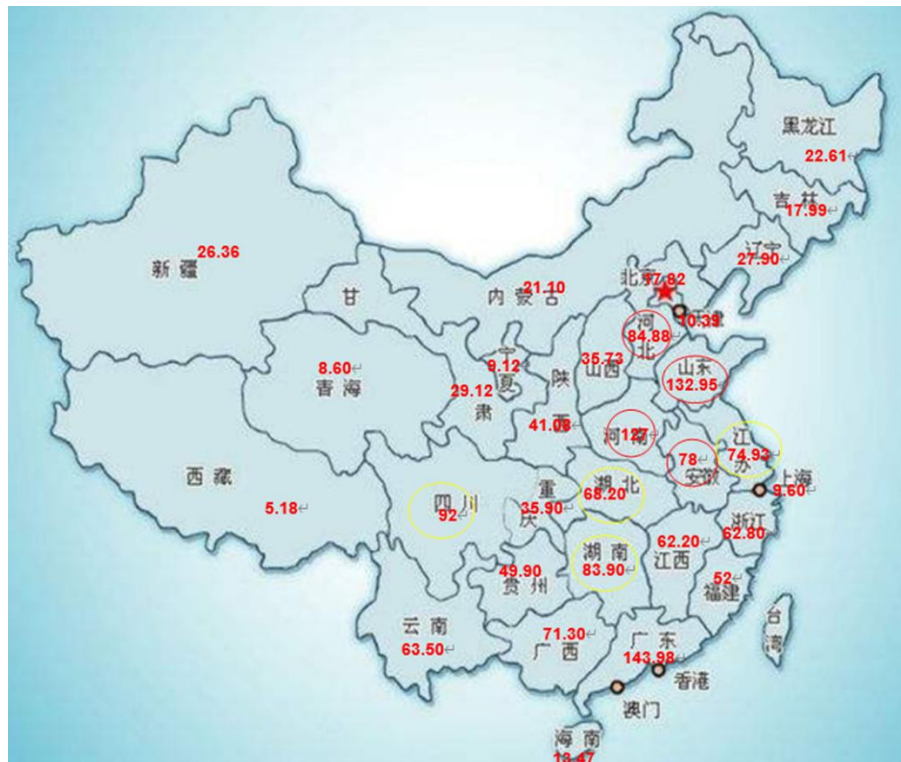 黑龙江
22.61
吉林
17.99
辽宁
27.90
新疆
26.36
甘
肃
29.12
内蒙古
21.10
北京
17.82
天津
10.39
河北
84.88
山西
35.73
山东
132.95
青海
8.60
宁夏
9.12
陕西
41.08
河南
127
江苏
74.93
安徽
78
上海
9.60
西藏
5.18
四川
92
重庆
35.90
湖北
68.20
浙江
62.80
湖南
83.90
江西
62.20
贵州
49.90
福建
52
云南
63.50
广西
71.30
广东
143.98
台湾
香港
澳门
海南
13.47